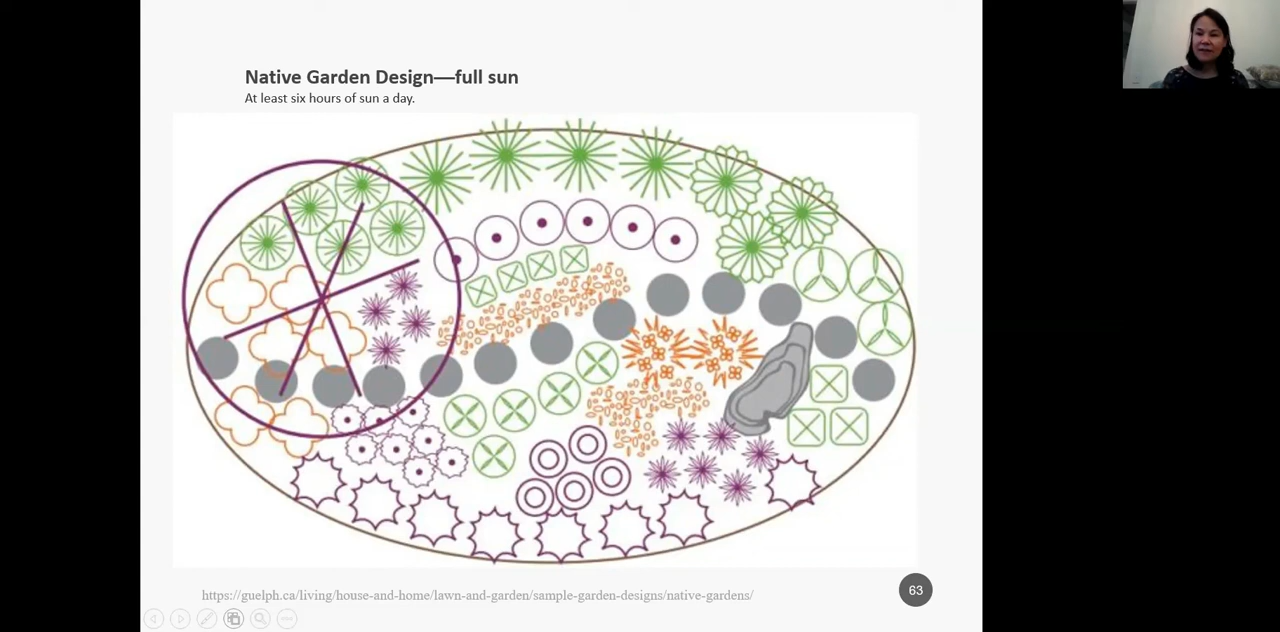 Native Garden Design—full sun
At least six hours of sun a day.
https://guelph.ca/living/house-and-home/lawn-and-garden/sample-garden-designs/native-gardens/
63